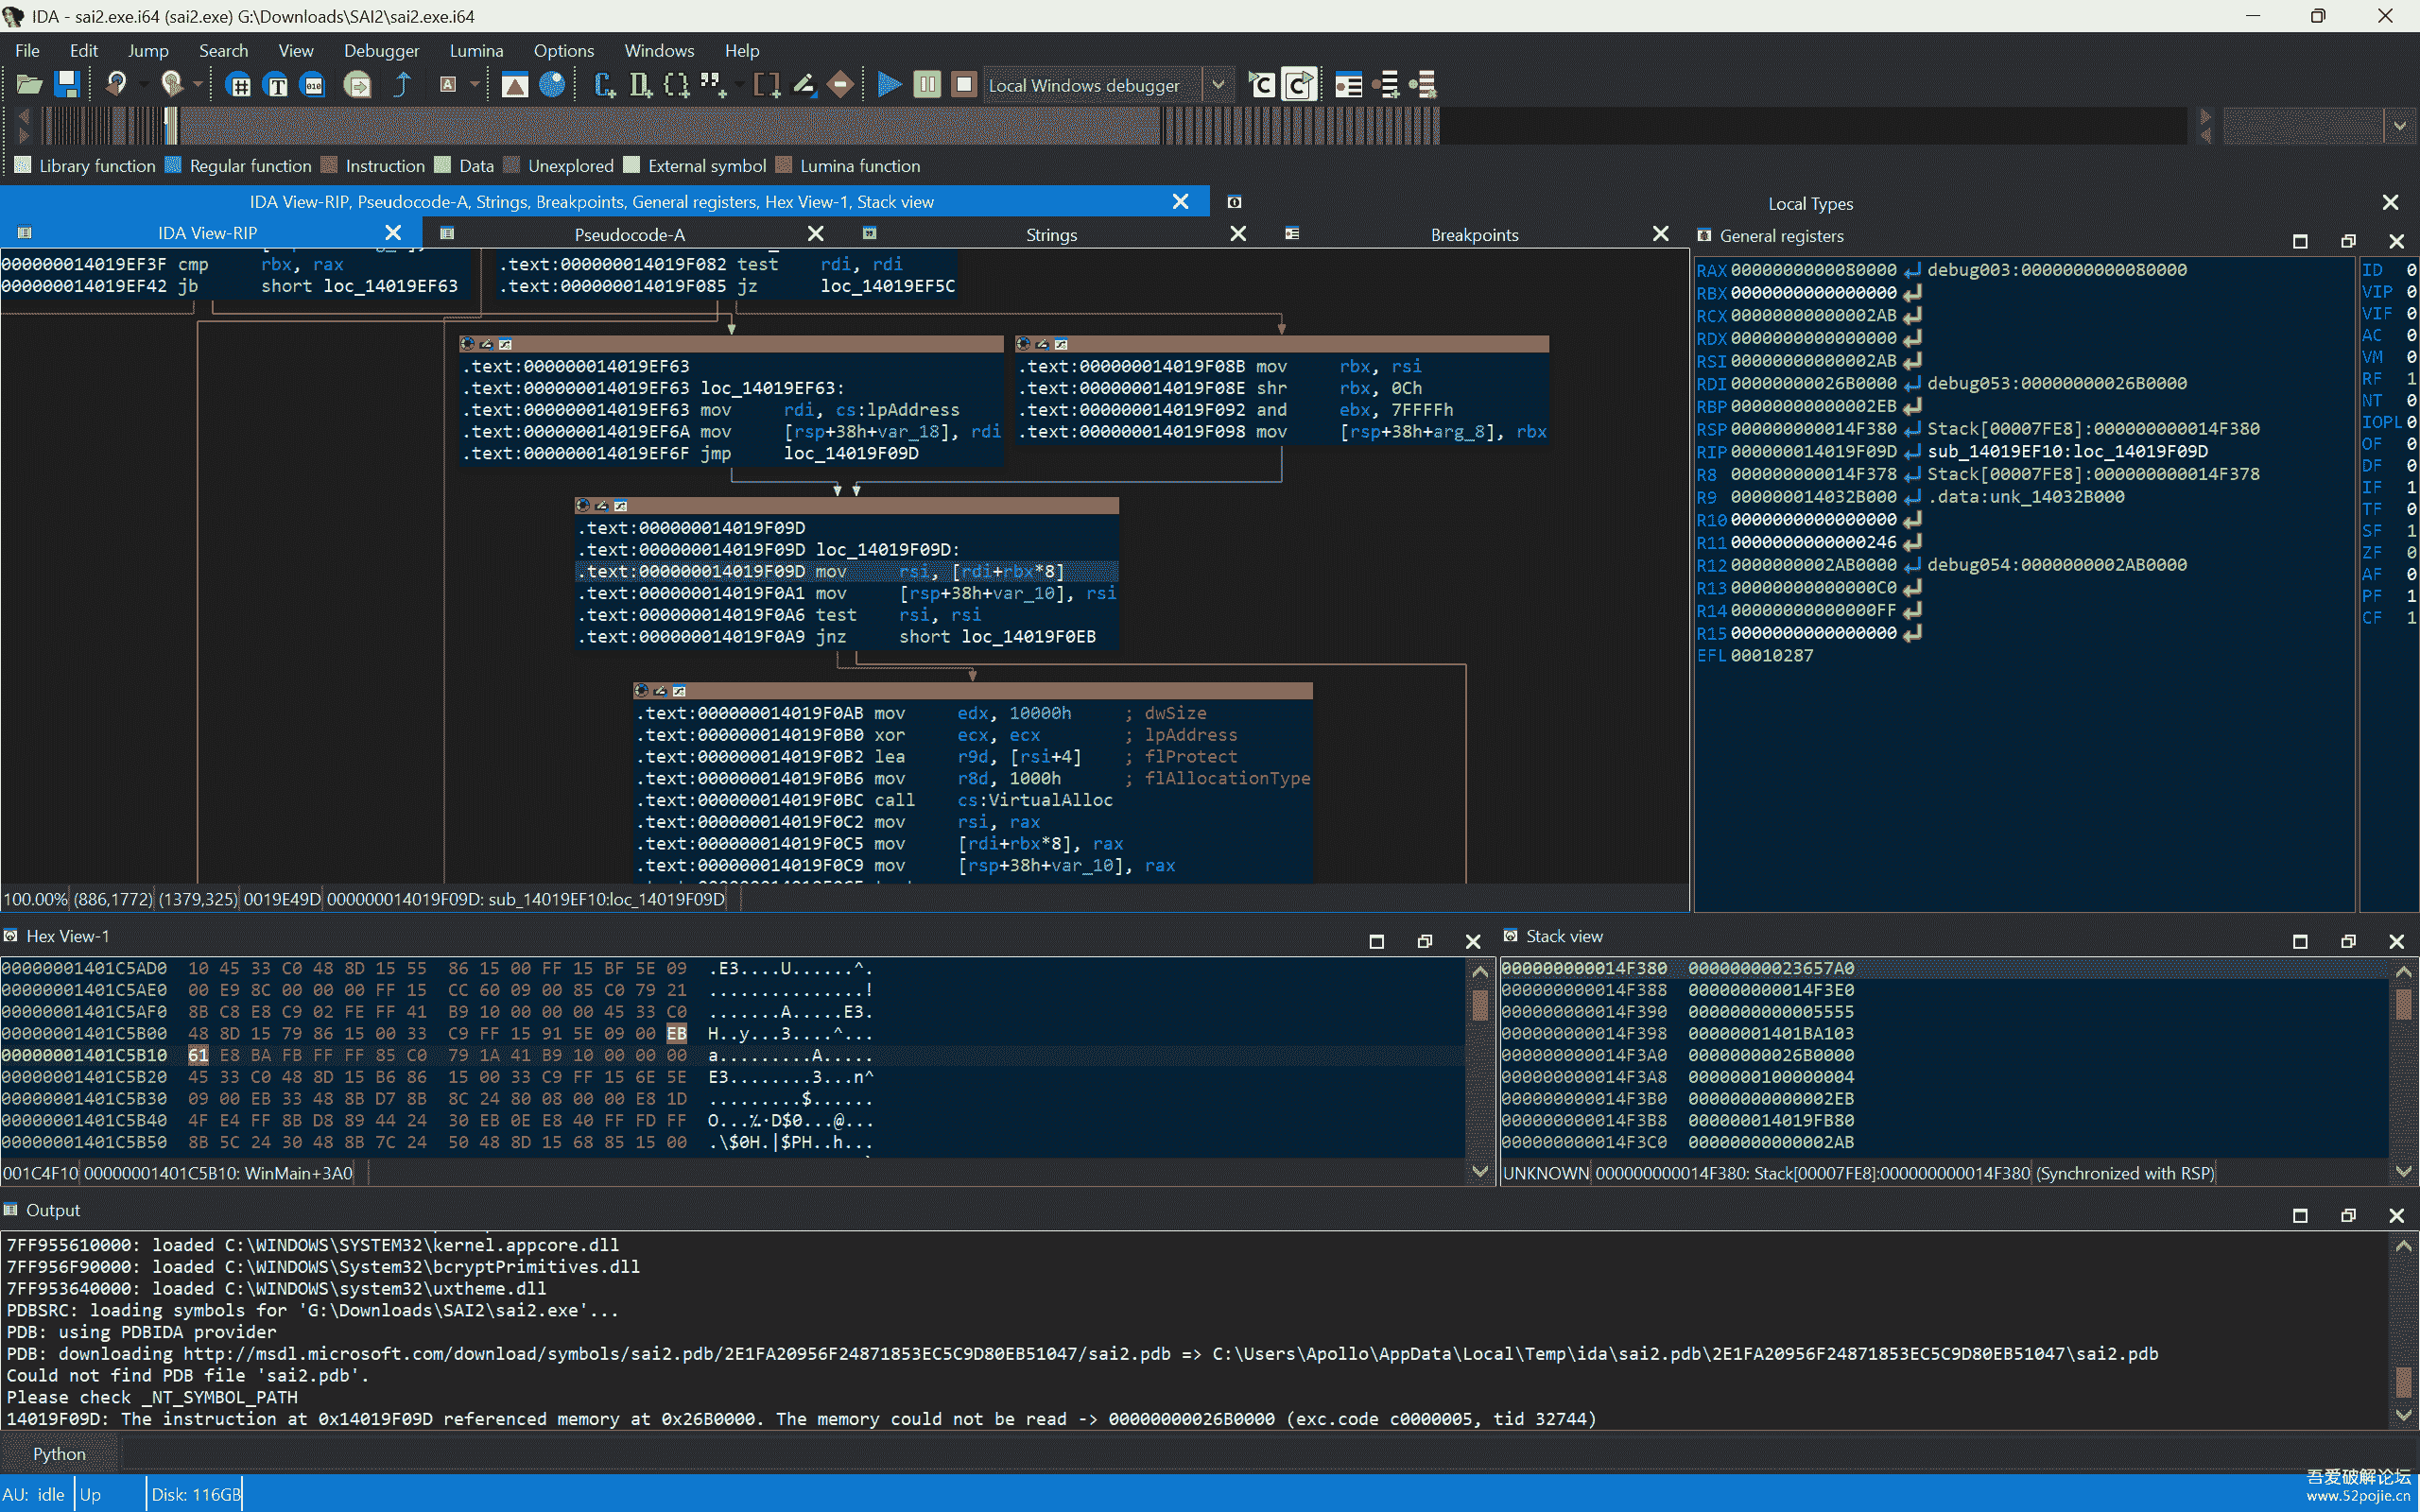 IDA - sai2.exe.i64 (sai2.exe) G:\Downloads\SAI2\sai2.exe.i64
File Edit Jump Search View Debugger Lumina Options Windows Help
Local Windows debugger
Library function Regular function Instruction Data Unexplored External symbol Lumina function
IDA View-RIP, Pseudocode-A, Strings, Breakpoints, General registers, Hex View-1, Stack view
Local Types
IDA View-RIP Pseudocode-A Strings Breakpoints
000000014019EF3F cmp rbx, rax
000000014019EF42 jb short loc_14019EF63
.text:000000014019F082 test rdi, rdi
.text:000000014019F085 jz loc_14019EF5C
.text:000000014019EF63
.text:000000014019EF63 loc_14019EF63:
.text:000000014019EF63 mov rdi, cs:lpAddress
.text:000000014019EF6A mov [rsp+38h+var_18], rdi
.text:000000014019EF6F jmp loc_14019F09D
.text:000000014019F08B mov rbx, rsi
.text:000000014019F08E shr rbx, 0Ch
.text:000000014019F092 and ebx, 7FFFFh
.text:000000014019F098 mov [rsp+38h+arg_8], rbx
.text:000000014019F09D
.text:000000014019F09D loc_14019F09D:
.text:000000014019F09D mov rsi, [rdi+rbx*8]
.text:000000014019F0A1 mov [rsp+38h+var_10], rsi
.text:000000014019F0A6 test rsi, rsi
.text:000000014019F0A9 jnz short loc_14019F0EB
.text:000000014019F0AB mov edx, 10000h ; dwSize
.text:000000014019F0B0 xor ecx, ecx ; lpAddress
.text:000000014019F0B2 lea r9d, [rsi+4] ; flProtect
.text:000000014019F0B6 mov r8d, 1000h ; flAllocationType
.text:000000014019F0BC call cs:VirtualAlloc
.text:000000014019F0C2 mov rsi, rax
.text:000000014019F0C5 mov [rdi+rbx*8], rax
.text:000000014019F0C9 mov [rsp+38h+var_10], rax
100.00% (886,1772) (1379,325) 0019E49D 000000014019F09D: sub_14019EF10:loc_14019F09D
General registers
RAX 0000000000080000 debug003:0000000000080000
RBX 0000000000000000
RCX 00000000000002AB
RDX 0000000000000000
RSI 00000000000002AB
RDI 00000000026B0000 debug053:00000000026B0000
RBP 00000000000002EB
RSP 000000000014F380 Stack[00007FE8]:000000000014F380
RIP 000000014019F09D sub_14019EF10:loc_14019F09D
R8 000000000014F378 Stack[00007FE8]:000000000014F378
R9 000000014032B000 .data:unk_14032B000
R10 0000000000000000
R11 0000000000000246
R12 0000000002AB0000 debug054:0000000002AB0000
R13 00000000000000C0
R14 00000000000000FF
R15 0000000000000000
EFL 00010287
ID 0
VIP 0
VIF 0
AC 0
VM 0
RF 1
NT 0
IOPL 0
OF 0
DF 0
IF 1
TF 0
SF 1
ZF 0
AF 0
PF 1
CF 1
Hex View-1
00000001401C5AD0 10 45 33 C0 48 8D 15 55 86 15 00 FF 15 BF 5E 09 .E3....U......^.
00000001401C5AE0 00 E9 8C 00 00 00 FF 15 CC 60 09 00 85 C0 79 21 ...............!
00000001401C5AF0 8B C8 E8 C9 02 FE FF 41 B9 10 00 00 00 45 33 C0 .......A.....E3.
00000001401C5B00 48 8D 15 79 86 15 00 33 C9 FF 15 91 5E 09 00 EB H..y...3....^...
00000001401C5B10 61 E8 BA FB FF FF 85 C0 79 1A 41 B9 10 00 00 00 a.........A.....
00000001401C5B20 45 33 C0 48 8D 15 B6 86 15 00 33 C9 FF 15 6E 5E E3........3...n^
00000001401C5B30 09 00 EB 33 48 8B D7 8B 8C 24 80 08 00 00 E8 1D .........$......
00000001401C5B40 4F E4 FF 8B D8 89 44 24 30 EB 0E E8 40 FF FD FF
00000001401C5B50 8B 5C 24 30 48 8B 7C 24 50 48 8D 15 68 85 15 00 .\$0H.|$PH..h...
001C4F10 00000001401C5B10: WinMain+3A0
Stack view
000000000014F380 00000000023657A0
000000000014F388 000000000014F3E0
000000000014F390 0000000000005555
000000000014F398 00000001401BA103
000000000014F3A0 00000000026B0000
000000000014F3A8 0000000100000004
000000000014F3B0 00000000000002EB
000000000014F3B8 000000014019FB80
000000000014F3C0 00000000000002AB
UNKNOWN 000000000014F380: Stack[00007FE8]:000000000014F380 (Synchronized with RSP)
Output
7FF955610000: loaded C:\WINDOWS\SYSTEM32\kernel.appcore.dll
7FF956F90000: loaded C:\WINDOWS\System32\bcryptPrimitives.dll
7FF953640000: loaded C:\WINDOWS\system32\uxtheme.dll
PDBSRC: loading symbols for 'G:\Downloads\SAI2\sai2.exe'...
PDB: using PDBIDA provider
PDB: downloading http://msdl.microsoft.com/download/symbols/sai2.pdb/2E1FA20956F24871853EC5C9D80EB51047/sai2.pdb => C:\Users\Apollo\AppData\Local\Temp\ida\sai2.pdb\2E1FA20956F24871853EC5C9D80EB51047\sai2.pdb
Could not find PDB file 'sai2.pdb'.
Please check _NT_SYMBOL_PATH
14019F09D: The instruction at 0x14019F09D referenced memory at 0x26B0000. The memory could not be read -> 00000000026B0000 (exc.code c0000005, tid 32744)
Python
AU: idle Up Disk: 116GB
吾爱破解论坛
www.52pojie.cn